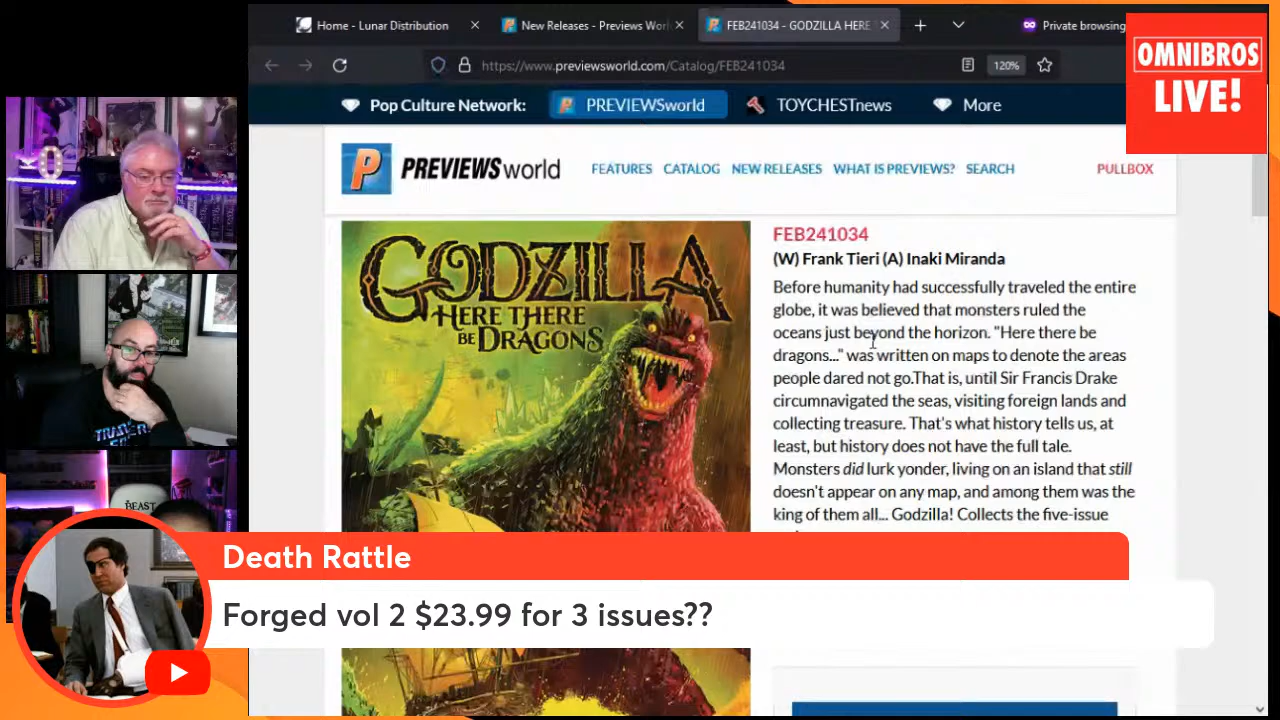 Home - Lunar Distribution
New Releases - Previews Worl
FEB241034 - GODZILLA HERE
Private browsing
https://www.previewsworld.com/Catalog/FEB241034
120%
OMNIBROS
LIVE!
Pop Culture Network:
PREVIEWSworld
TOYCHESTnews
More
P PREVIEWSworld
FEATURES CATALOG NEW RELEASES WHAT IS PREVIEWS? SEARCH PULLBOX
GODZILLA
HERE THERE
BE DRAGONS
FEB241034
(W) Frank Tieri (A) Inaki Miranda
Before humanity had successfully traveled the entire
globe, it was believed that monsters ruled the
oceans just beyond the horizon. "Here there be
dragons..." was written on maps to denote the areas
people dared not go.That is, until Sir Francis Drake
circumnavigated the seas, visiting foreign lands and
collecting treasure. That's what history tells us, at
least, but history does not have the full tale.
Monsters did lurk yonder, living on an island that still
doesn't appear on any map, and among them was the
king of them all... Godzilla! Collects the five-issue
BEAST
Death Rattle
Forged vol 2 $23.99 for 3 issues??